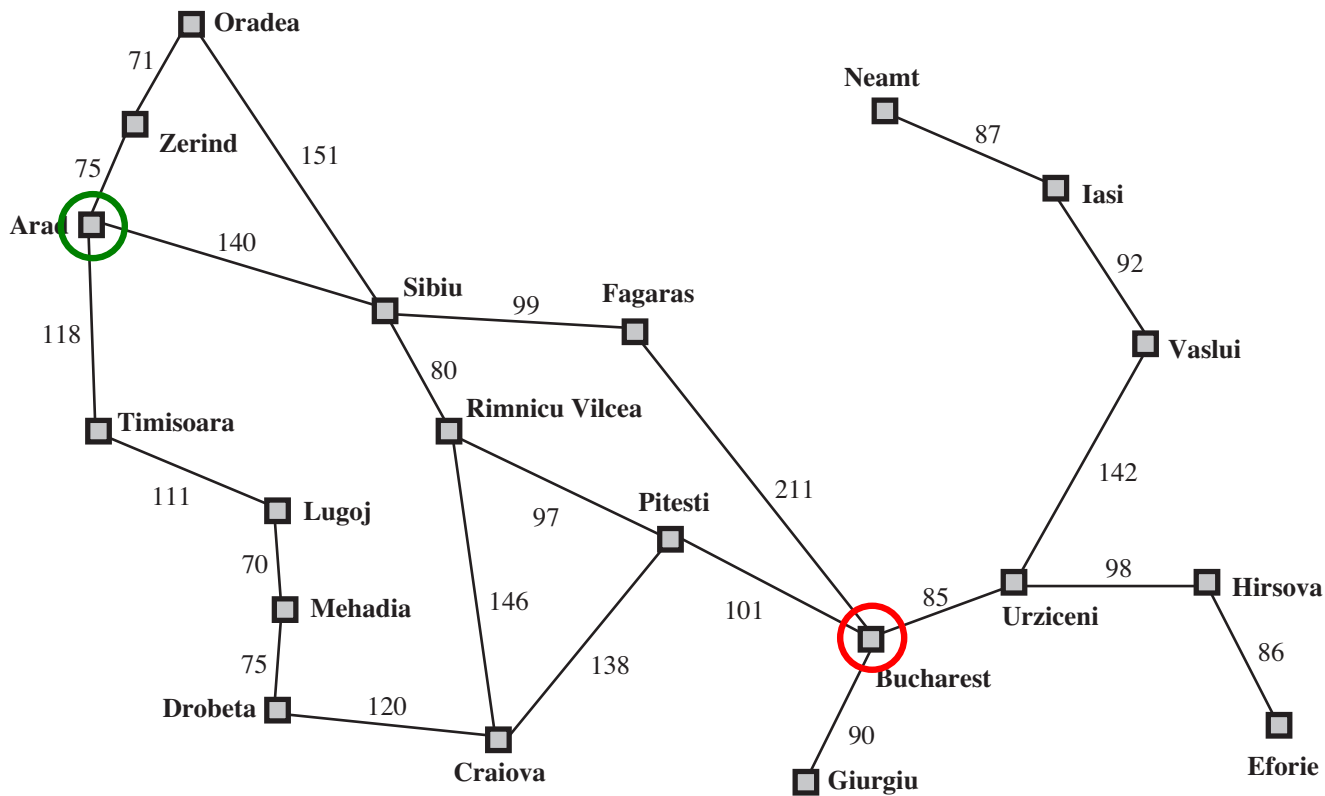 Oradea
71
Neamt
87
Zerind
151
75
Iasi
Arad
140
92
Sibiu
99
Fagaras
118
Vaslui
80
Timisoara
Rimnicu Vilcea
142
111
211
Lugoj
97
Pitesti
70
98
Hirsova
Mehadia
146
101
85
Urziceni
86
75
138
Bucharest
Drobeta
120
90
Craiova
Giurgiu
Eforie